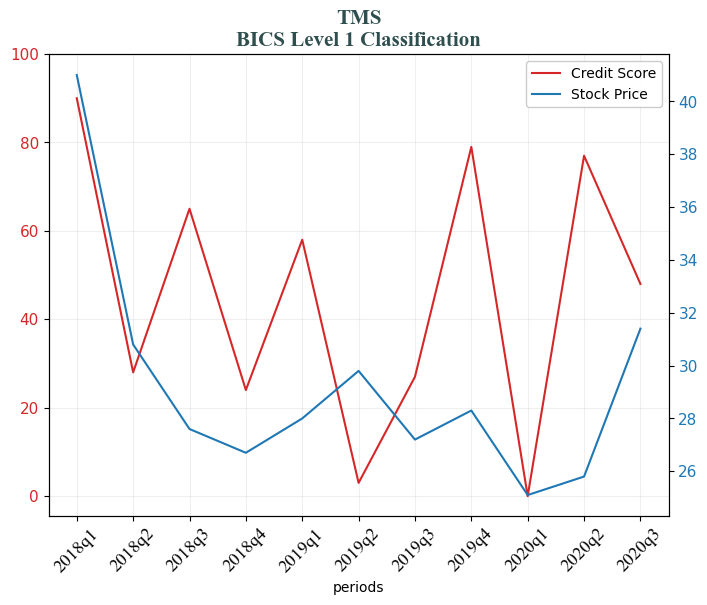 TMS
BICS Level 1 Classification
Credit Score
Stock Price
100
80
60
40
20
0
40
38
36
34
32
30
28
26
2018q1
2018q2
2018q3
2018q4
2019q1
2019q2
2019q3
2019q4
2020q1
2020q2
2020q3
periods